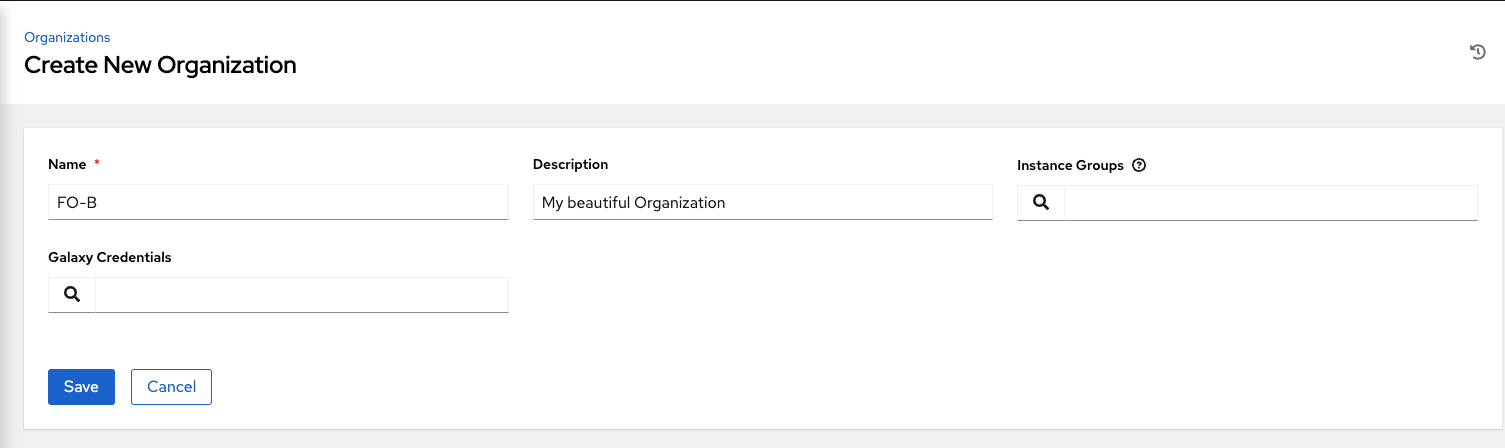 Organizations
Create New Organization
Name *
Description
Instance Groups
FO-B
My beautiful Organization
Galaxy Credentials
Save
Cancel